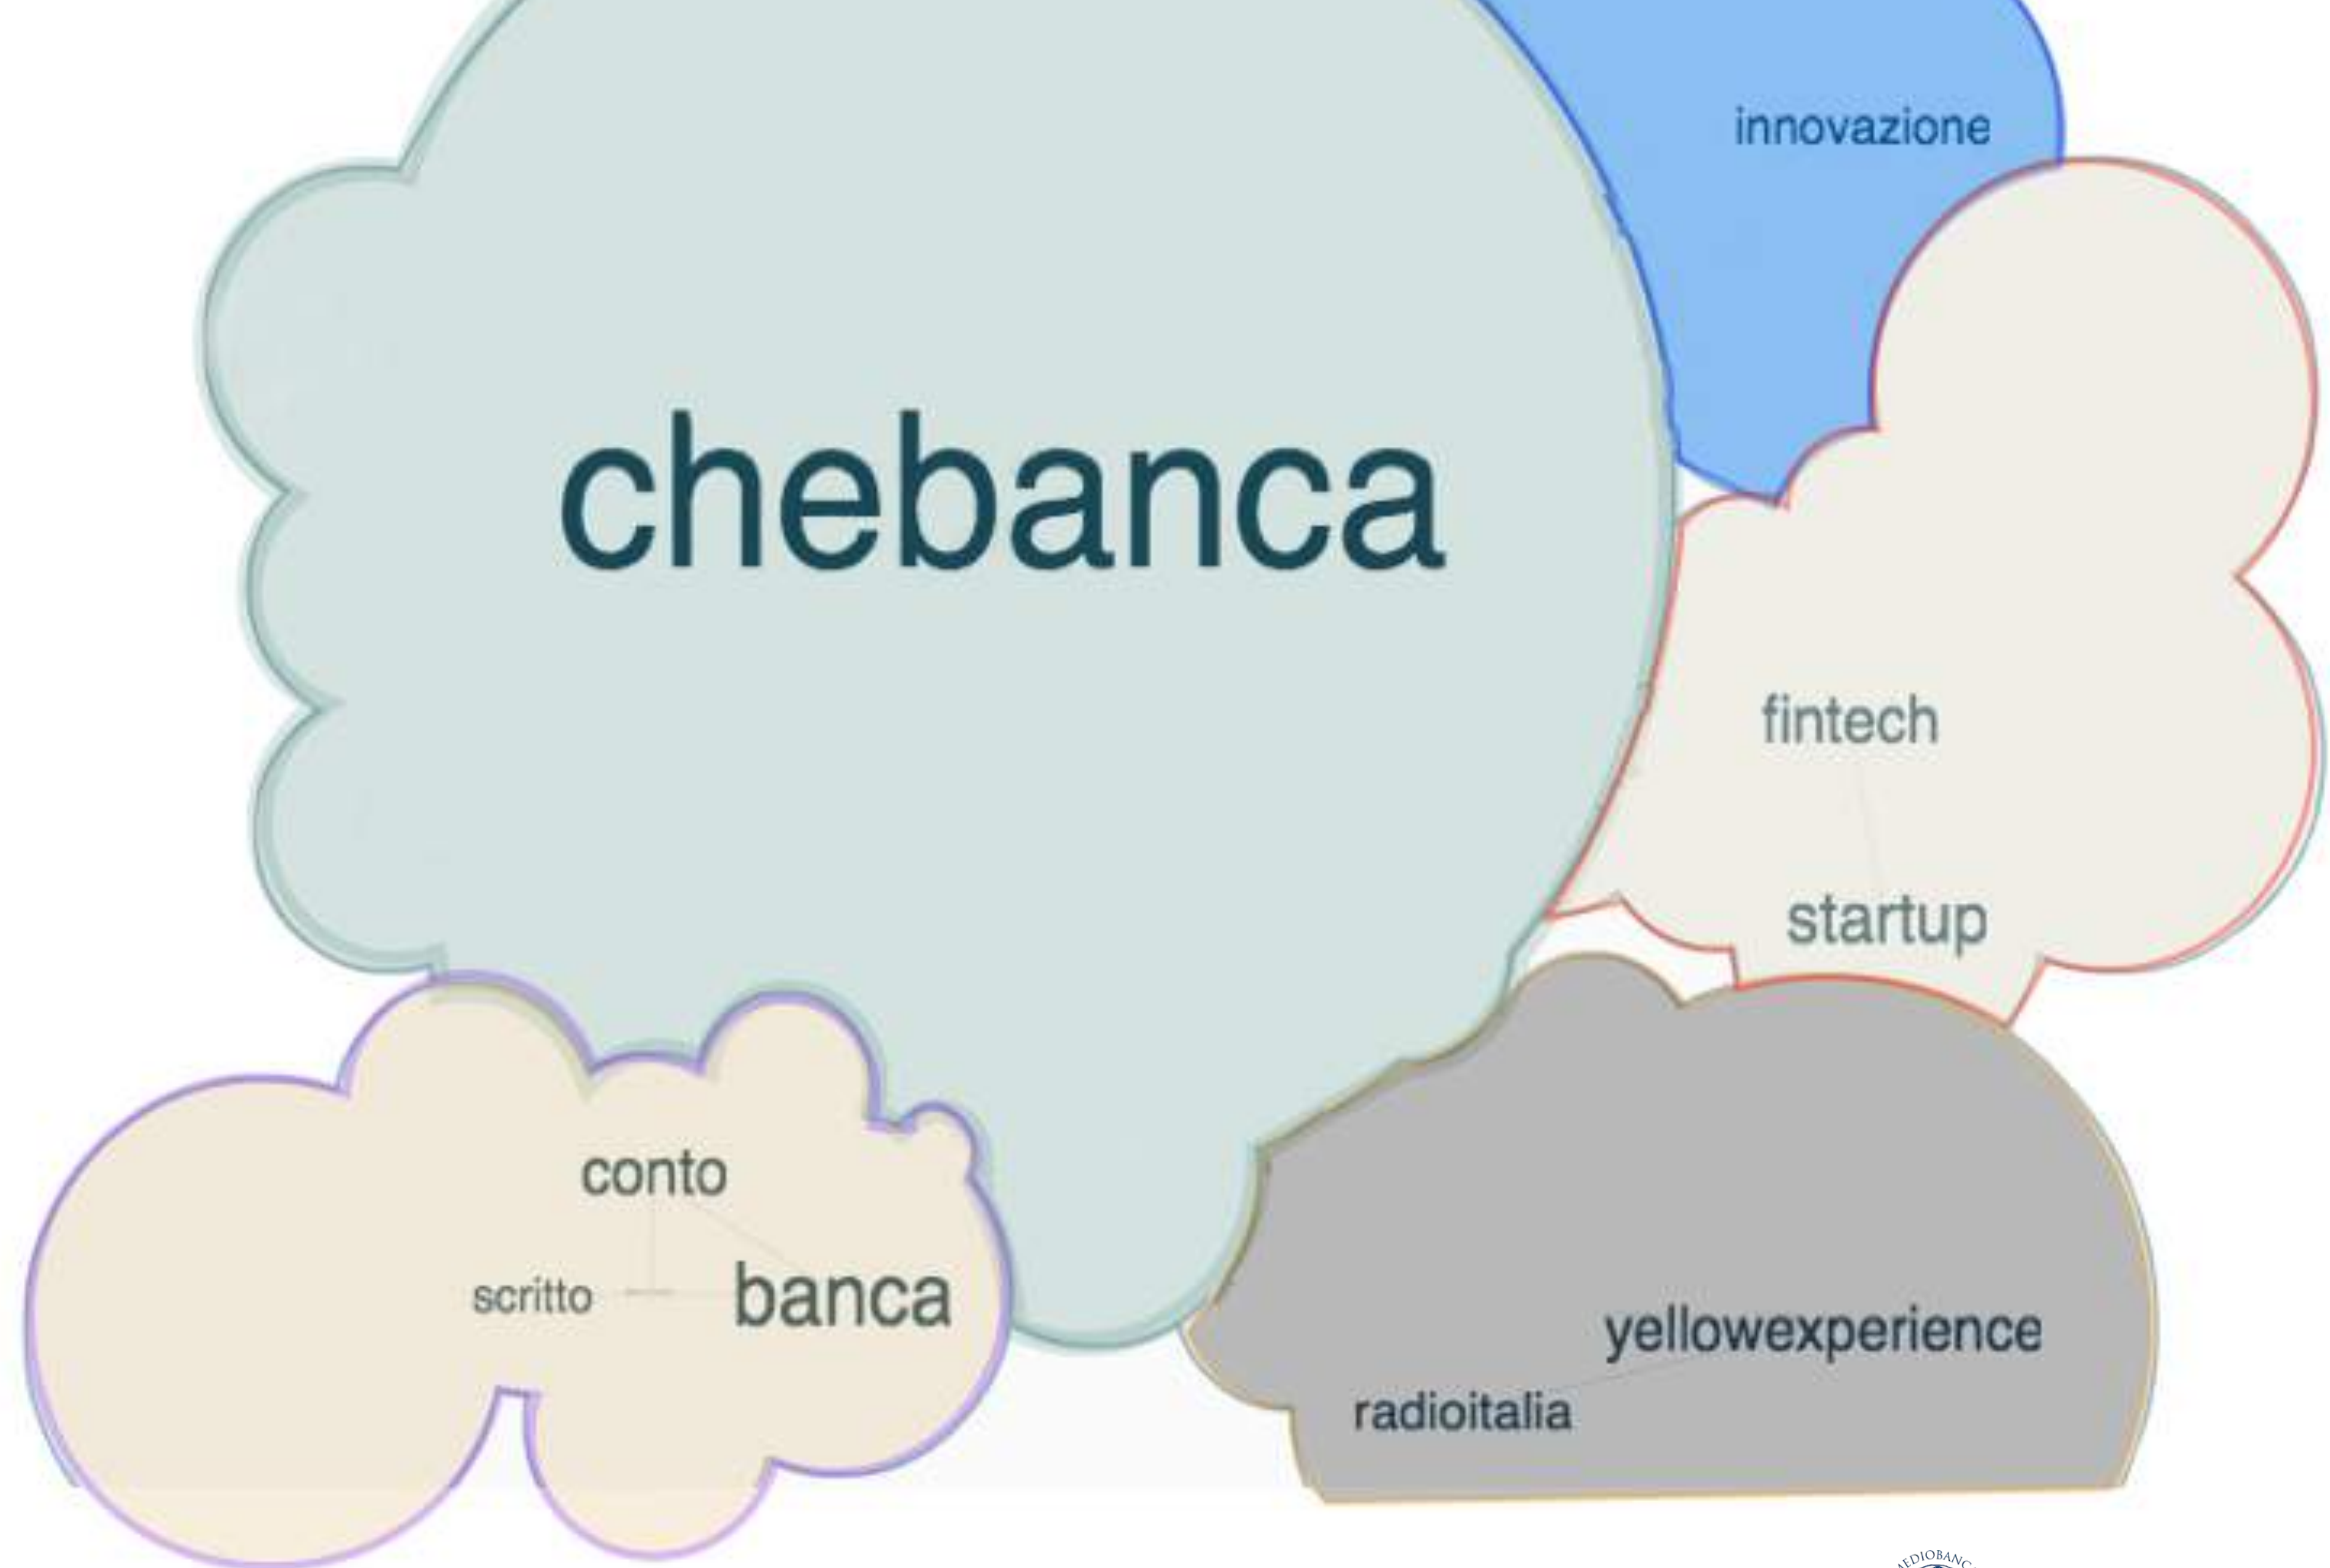 innovazione
chebanca
fintech
startup
conto
scritto
banca
yellowexperience
radioitalia